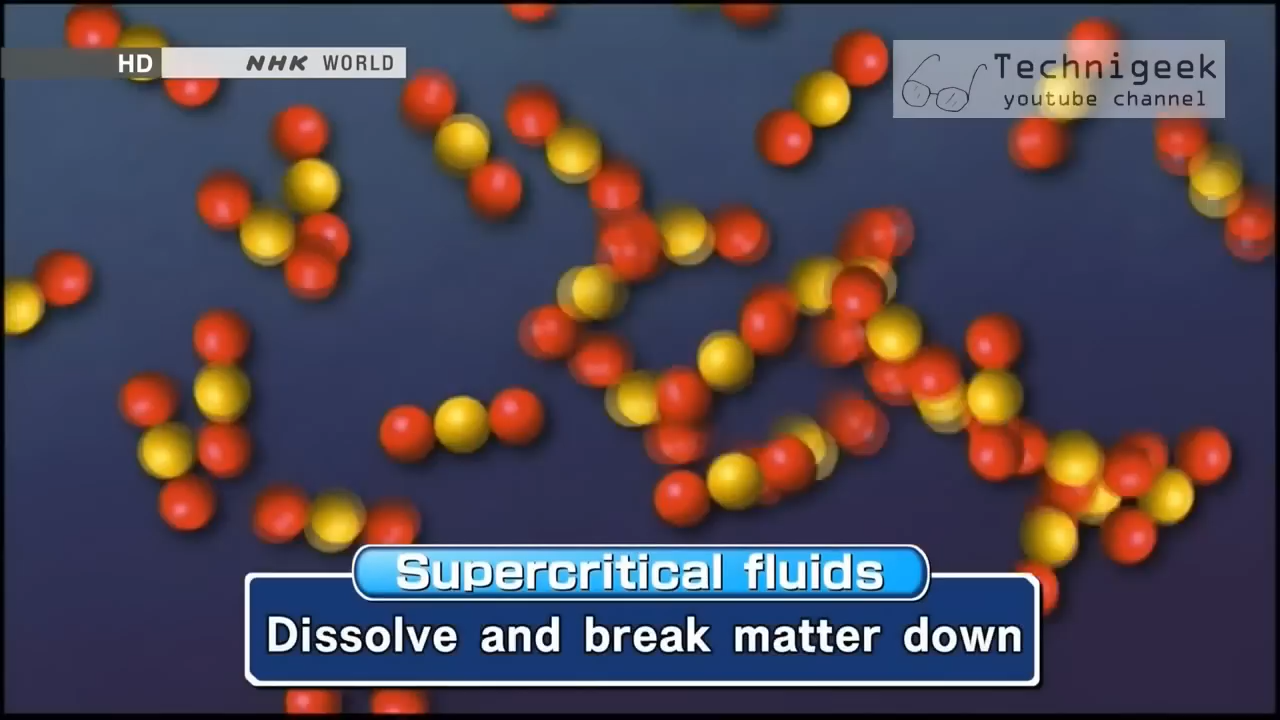 HD NHK WORLD
Technigeek
youtube channel
Supercritical fluids
Dissolve and break matter down